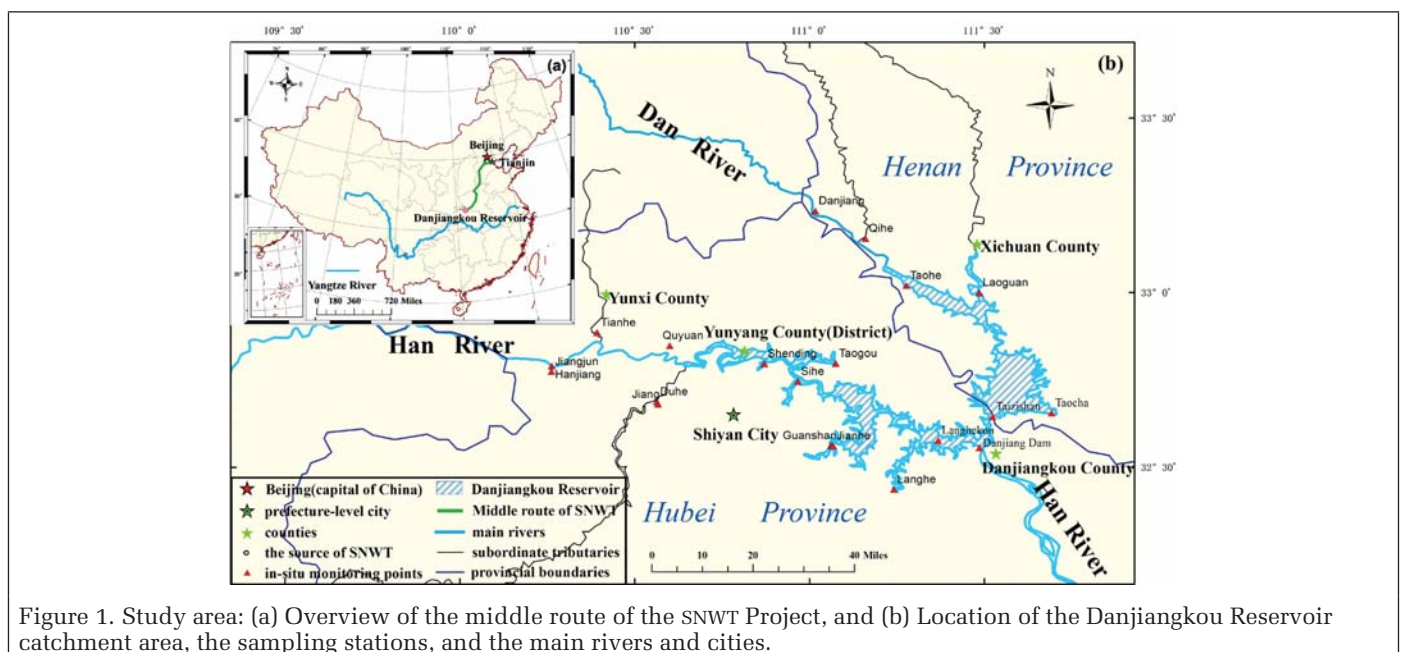 109° 30'
110° 0'
110° 30'
111° 0'
111° 30'
(a)
N
Beijing
Tianjin
Danjiangkou Reservoir
Yangtze River
0 180 360 720 Miles
(b)
N
33° 30'
33° 0'
32° 30'
Dan River
Henan Province
Danjiang
Qihe
Xichuan County
Taohe
Laoguan
Yunxi County
Tianhe
Yunyang County(District)
Quyuan
Shending
Taogou
Han River
Jiangjun
Hanjiang
Sihe
Jiang
Duhe
Taizishan
Taocha
Shiyan City
Guanshan
Jianhe
Danjiang Dam
Danjiangkou County
Langhe
Hubei Province
Han River
0 10 20 40 Miles
Beijing(capital of China)
Danjiangkou Reservoir
prefecture-level city
Middle route of SNWT
counties
main rivers
the source of SNWT
subordinate tributaries
in-situ monitoring points
provincial boundaries
Figure 1. Study area: (a) Overview of the middle route of the SNWT Project, and (b) Location of the Danjiangkou Reservoir
catchment area, the sampling stations, and the main rivers and cities.